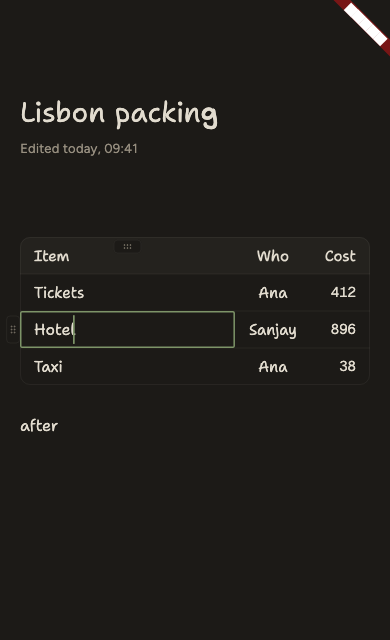 Lisbon packing
Edited today, 09:41
Item Who Cost
Tickets Ana 412
Hotel Sanjay 896
Taxi Ana 38
after